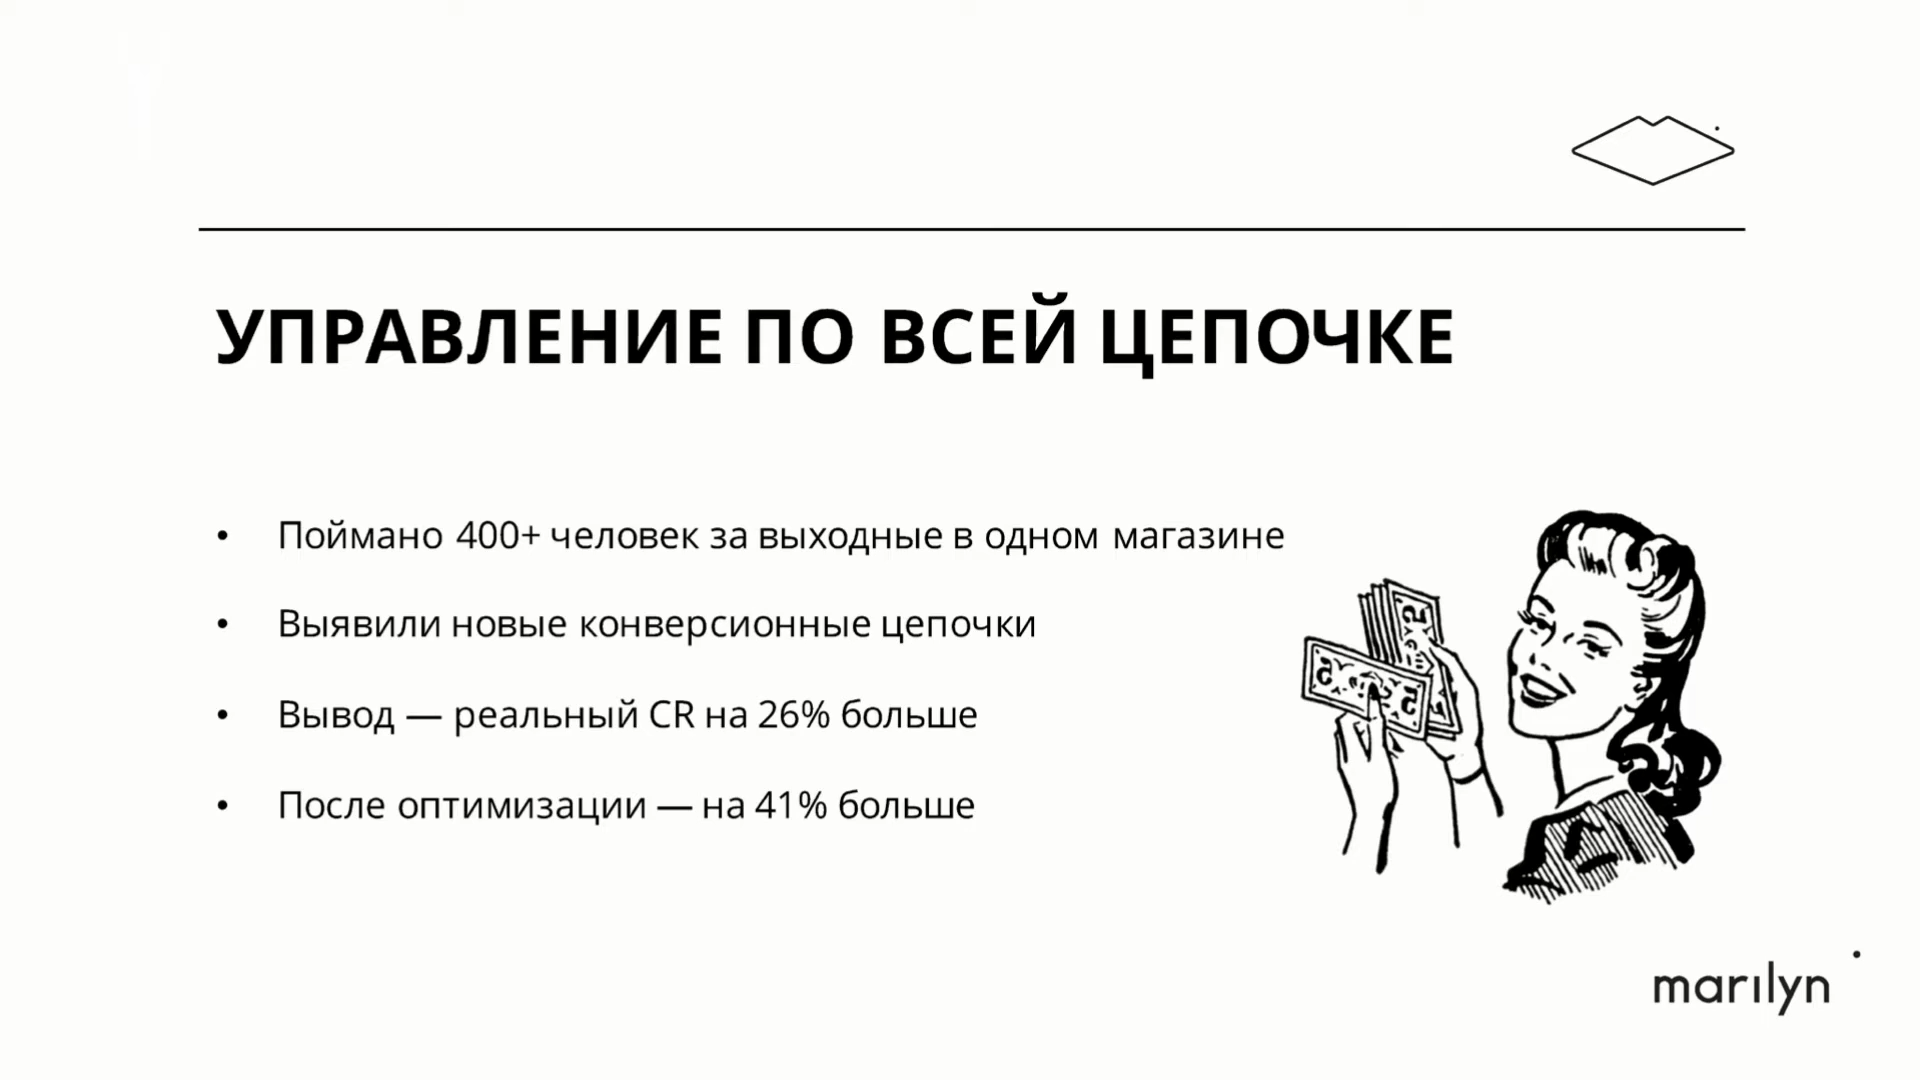 УПРАВЛЕНИЕ ПО ВСЕЙ ЦЕПОЧКЕ
• Поймано 400+ человек за выходные в одном магазине
• Выявили новые конверсионные цепочки
• Вывод — реальный CR на 26% больше
• После оптимизации — на 41% больше
marilyn